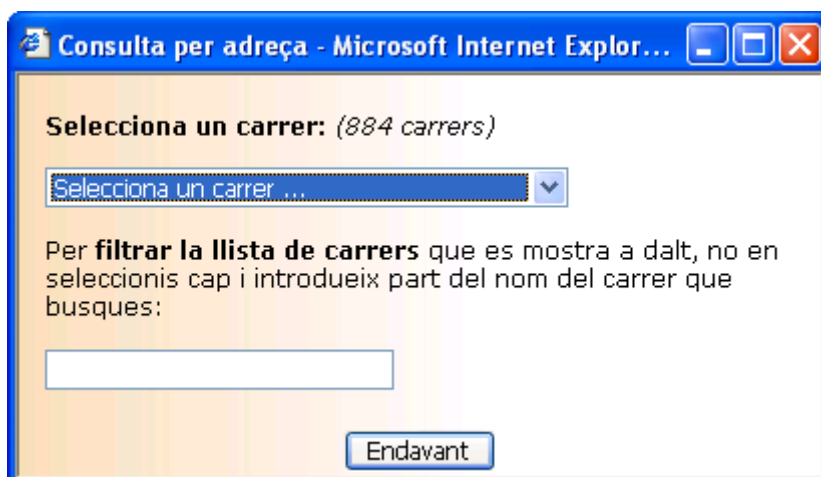 Consulta per adreça - Microsoft Internet Explor...
Selecciona un carrer: (884 carrers)
Selecciona un carrer ...
Per filtrar la llista de carrers que es mostra a dalt, no en
seleccionis cap i introdueix part del nom del carrer que
busques:
Endavant